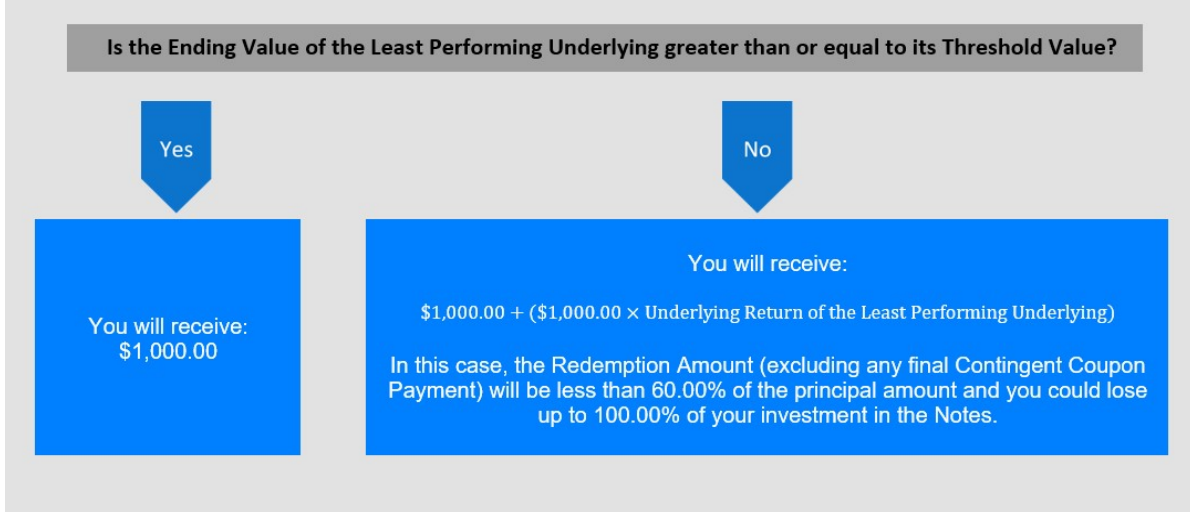 Is the Ending Value of the Least Performing Underlying greater than or equal to its Threshold Value?
Yes
No
You will receive:
$1,000.00
You will receive:
$1,000.00 + ($1,000.00 × Underlying Return of the Least Performing Underlying)
In this case, the Redemption Amount (excluding any final Contingent Coupon
Payment) will be less than 60.00% of the principal amount and you could lose
up to 100.00% of your investment in the Notes.